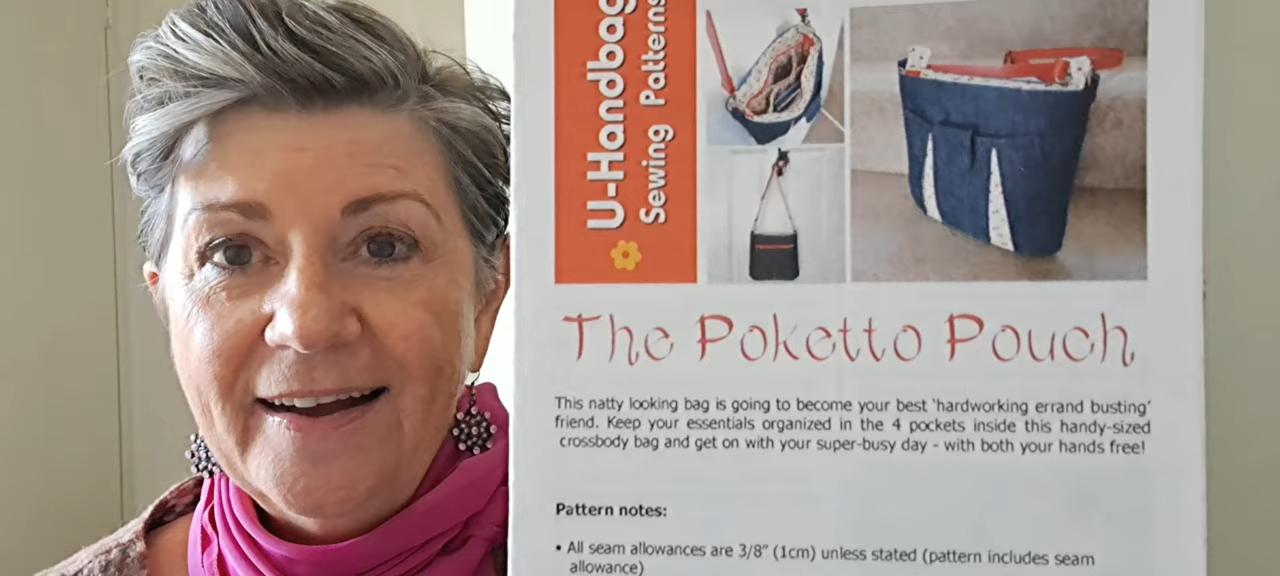 U-Handbag
Sewing Patterns
The Poketto Pouch
This natty looking bag is going to become your best 'hardworking errand busting'
friend. Keep your essentials organized in the 4 pockets inside this handy-sized
crossbody bag and get on with your super-busy day - with both your hands free!
Pattern notes:
• All seam allowances are 3/8” (1cm) unless stated (pattern includes seam
allowance)